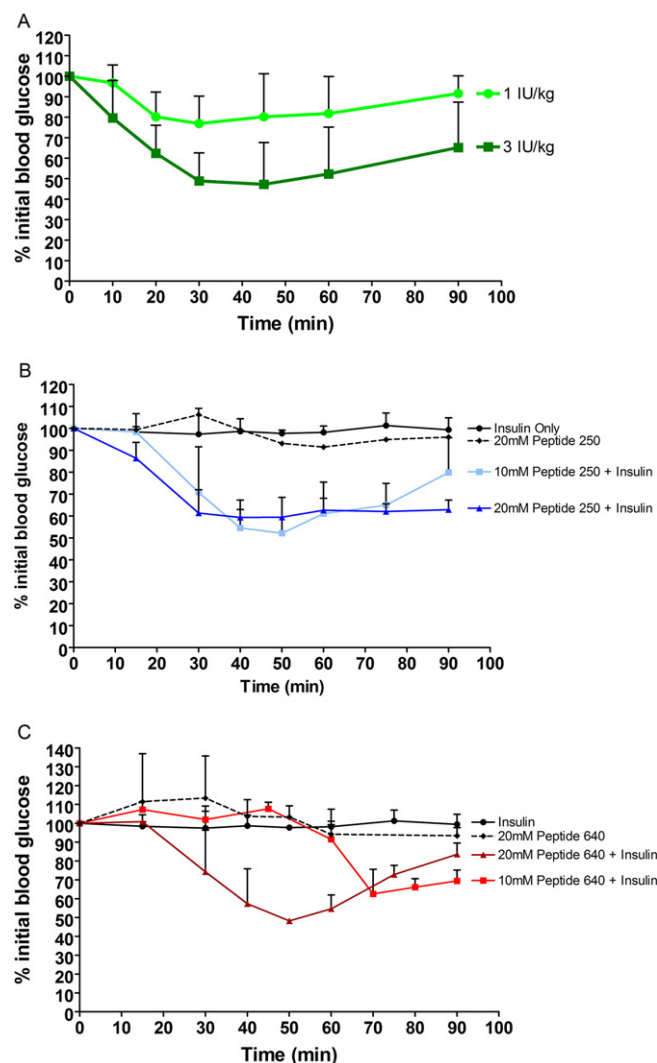 A
% initial blood glucose
120
110
100
90
80
70
60
50
40
30
20
10
0
0 10 20 30 40 50 60 70 80 90 100
Time (min)
1 IU/kg
3 IU/kg
B
% initial blood glucose
120
110
100
90
80
70
60
50
40
30
20
10
0
0 10 20 30 40 50 60 70 80 90 100
Time (min)
Insulin Only
20mM Peptide 250
10mM Peptide 250 + Insulin
20mM Peptide 250 + Insulin
C
% initial blood glucose
140
130
120
110
100
90
80
70
60
50
40
30
20
10
0
0 10 20 30 40 50 60 70 80 90 100
Time (min)
Insulin
20mM Peptide 640
20mM Peptide 640 + Insulin
10mM Peptide 640 + Insulin